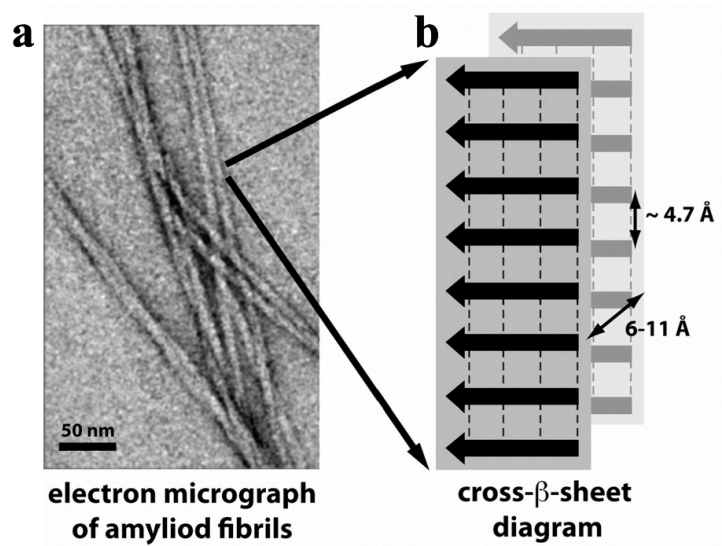 a
b
50 nm
electron micrograph
of amyliod fibrils
~ 4.7 Å
6-11 Å
cross-β-sheet
diagram